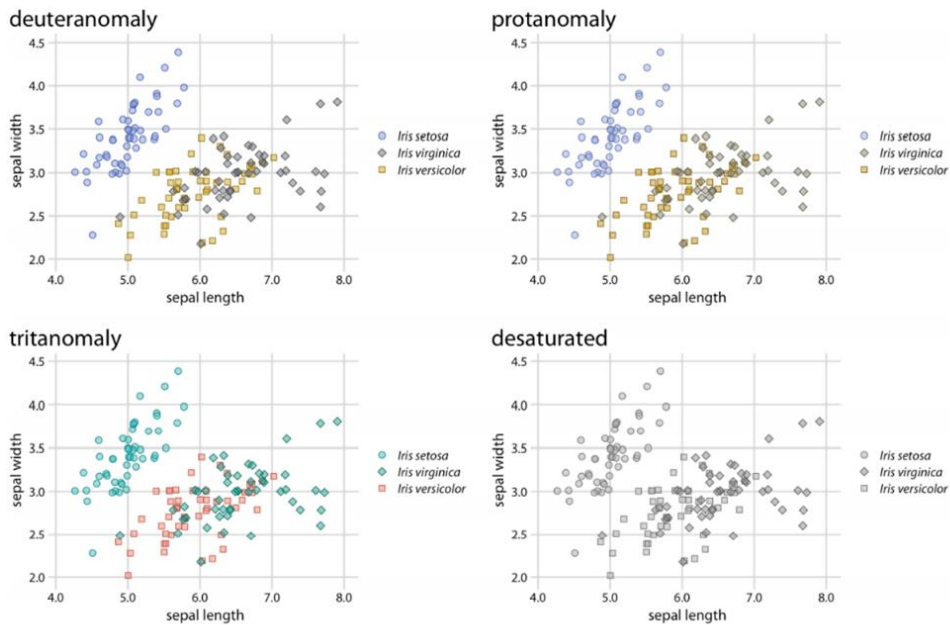 deuteranomaly
4.5
4.0
3.5
3.0
2.5
2.0
sepal width
4.0 5.0 6.0 7.0 8.0
sepal length
Iris setosa
Iris virginica
Iris versicolor
protanomaly
4.5
4.0
3.5
3.0
2.5
2.0
sepal width
4.0 5.0 6.0 7.0 8.0
sepal length
Iris setosa
Iris virginica
Iris versicolor
tritanomaly
4.5
4.0
3.5
3.0
2.5
2.0
sepal width
4.0 5.0 6.0 7.0 8.0
sepal length
Iris setosa
Iris virginica
Iris versicolor
desaturated
4.5
4.0
3.5
3.0
2.5
2.0
sepal width
4.0 5.0 6.0 7.0 8.0
sepal length
Iris setosa
Iris virginica
Iris versicolor